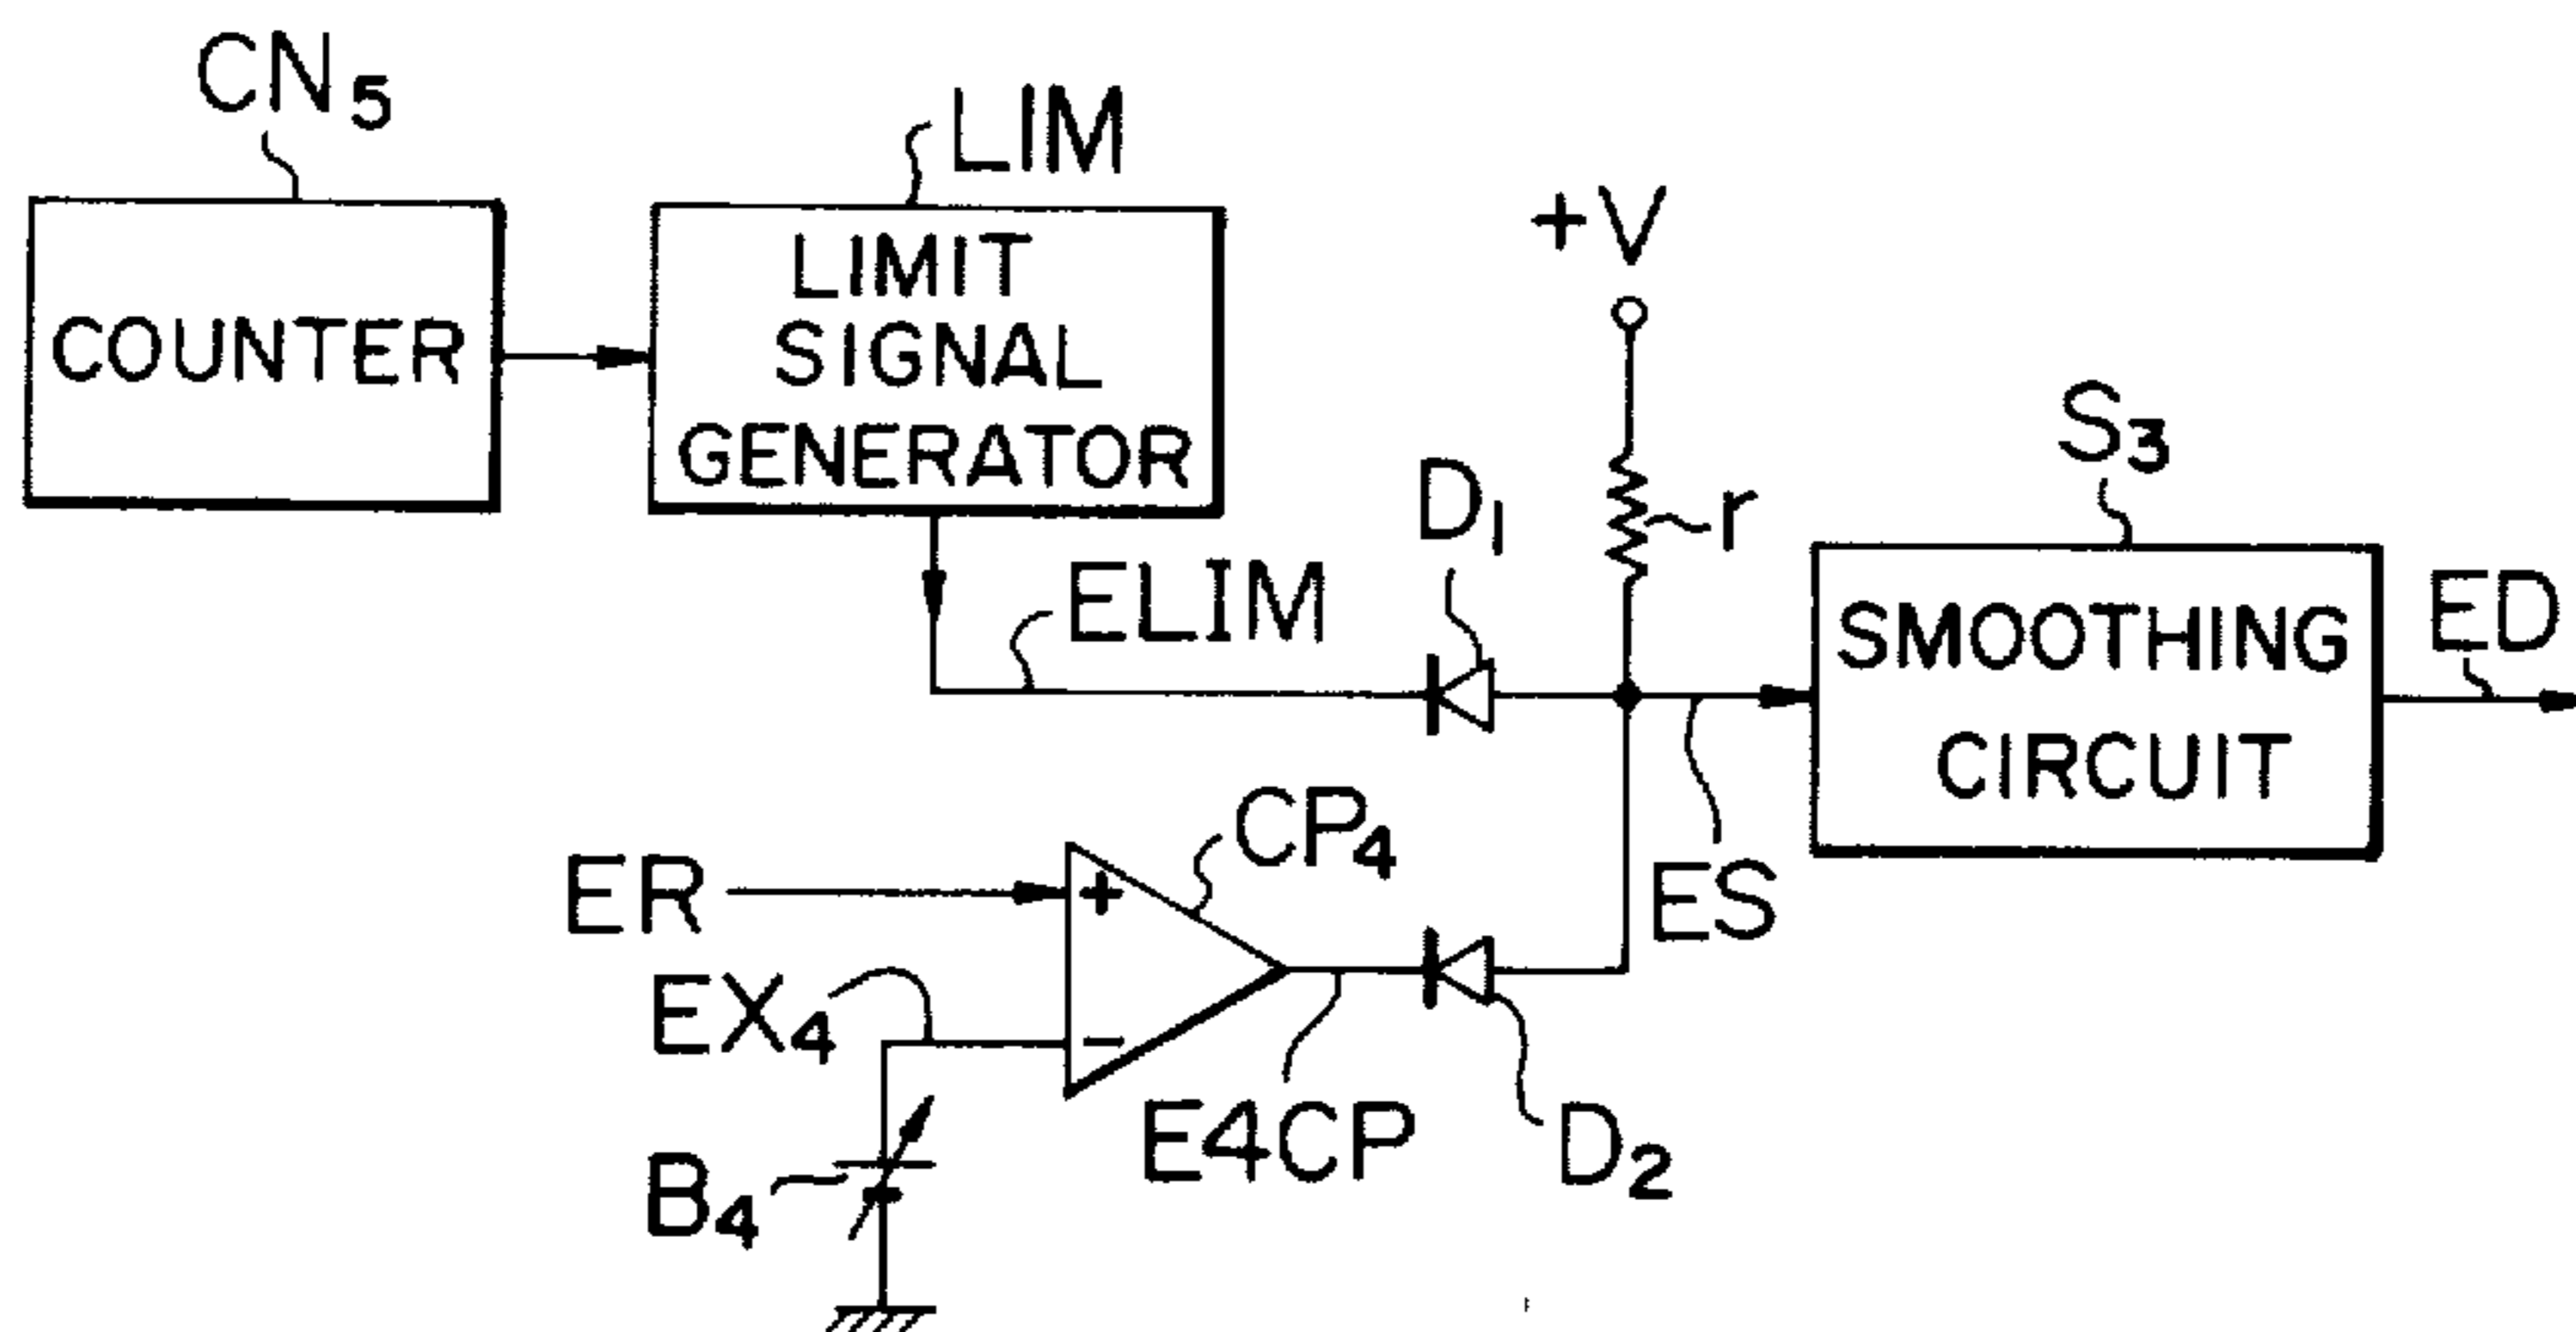 CN5
LIM
COUNTER
LIMIT
SIGNAL
GENERATOR
+V
r
S3
D1
ELIM
SMOOTHING
CIRCUIT
ED
ER
+
CP4
ES
EX4
-
E4CP
D2
B4